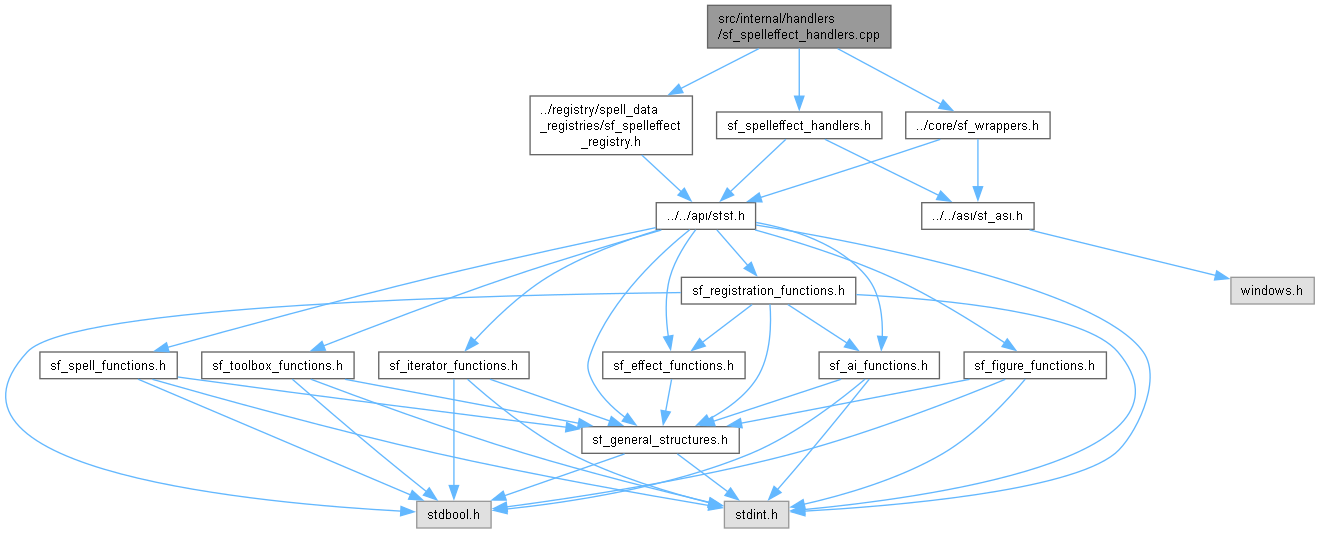 src/internal/handlers
/sf_spelleffect_handlers.cpp
../registry/spell_data
_registries/sf_spelleffect
_registry.h
sf_spelleffect_handlers.h
../core/sf_wrappers.h
../../api/sfsf.h
../../asi/sf_asi.h
sf_registration_functions.h
windows.h
sf_spell_functions.h
sf_toolbox_functions.h
sf_iterator_functions.h
sf_effect_functions.h
sf_ai_functions.h
sf_figure_functions.h
sf_general_structures.h
stdbool.h
stdint.h